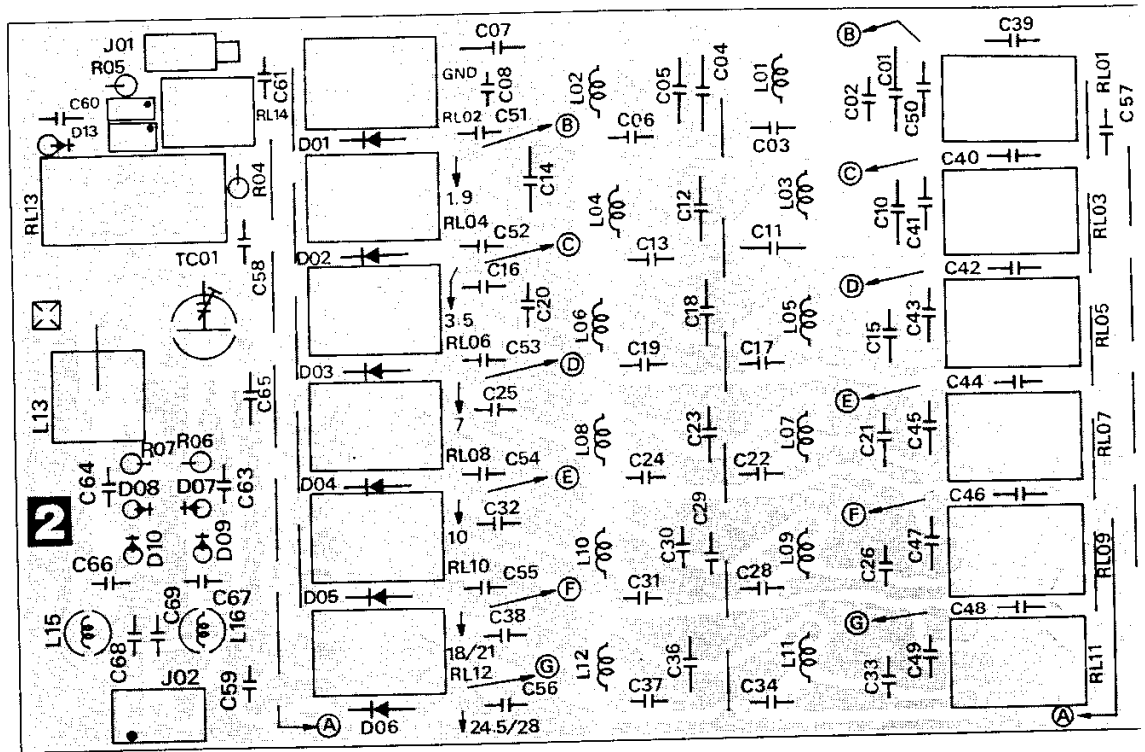 J01
R05
C60
D13
RL13
C61
RL14
R04
TC01
C58
L13
C65
R07
R06
C64
D08
D07
C63
2
D10
D09
C66
C69
C67
L15
C68
L16
J02
C59
A
C07
GND
C08
RL02
C51
B
D01
C14
1.9
RL04
C52
C
D02
C16
C20
3.5
RL06
C53
D
D03
C25
7
RL08
C54
E
D04
C32
10
RL10
C55
F
D05
C38
18/21
RL12
G
C56
D06
24.5/28
L02
C05
C04
L01
C06
C03
L04
C12
L03
C13
C11
L06
C18
L05
C19
C17
L08
C23
L07
C24
C22
L10
C30
C29
L09
C31
C28
L12
C36
L11
C37
C34
B
C02
C01
C50
C39
RL01
C57
C
C40
C10
C41
RL03
D
C42
C15
C43
RL05
E
C44
C21
C45
RL07
F
C46
C26
C47
RL09
G
C48
C33
C49
RL11
A